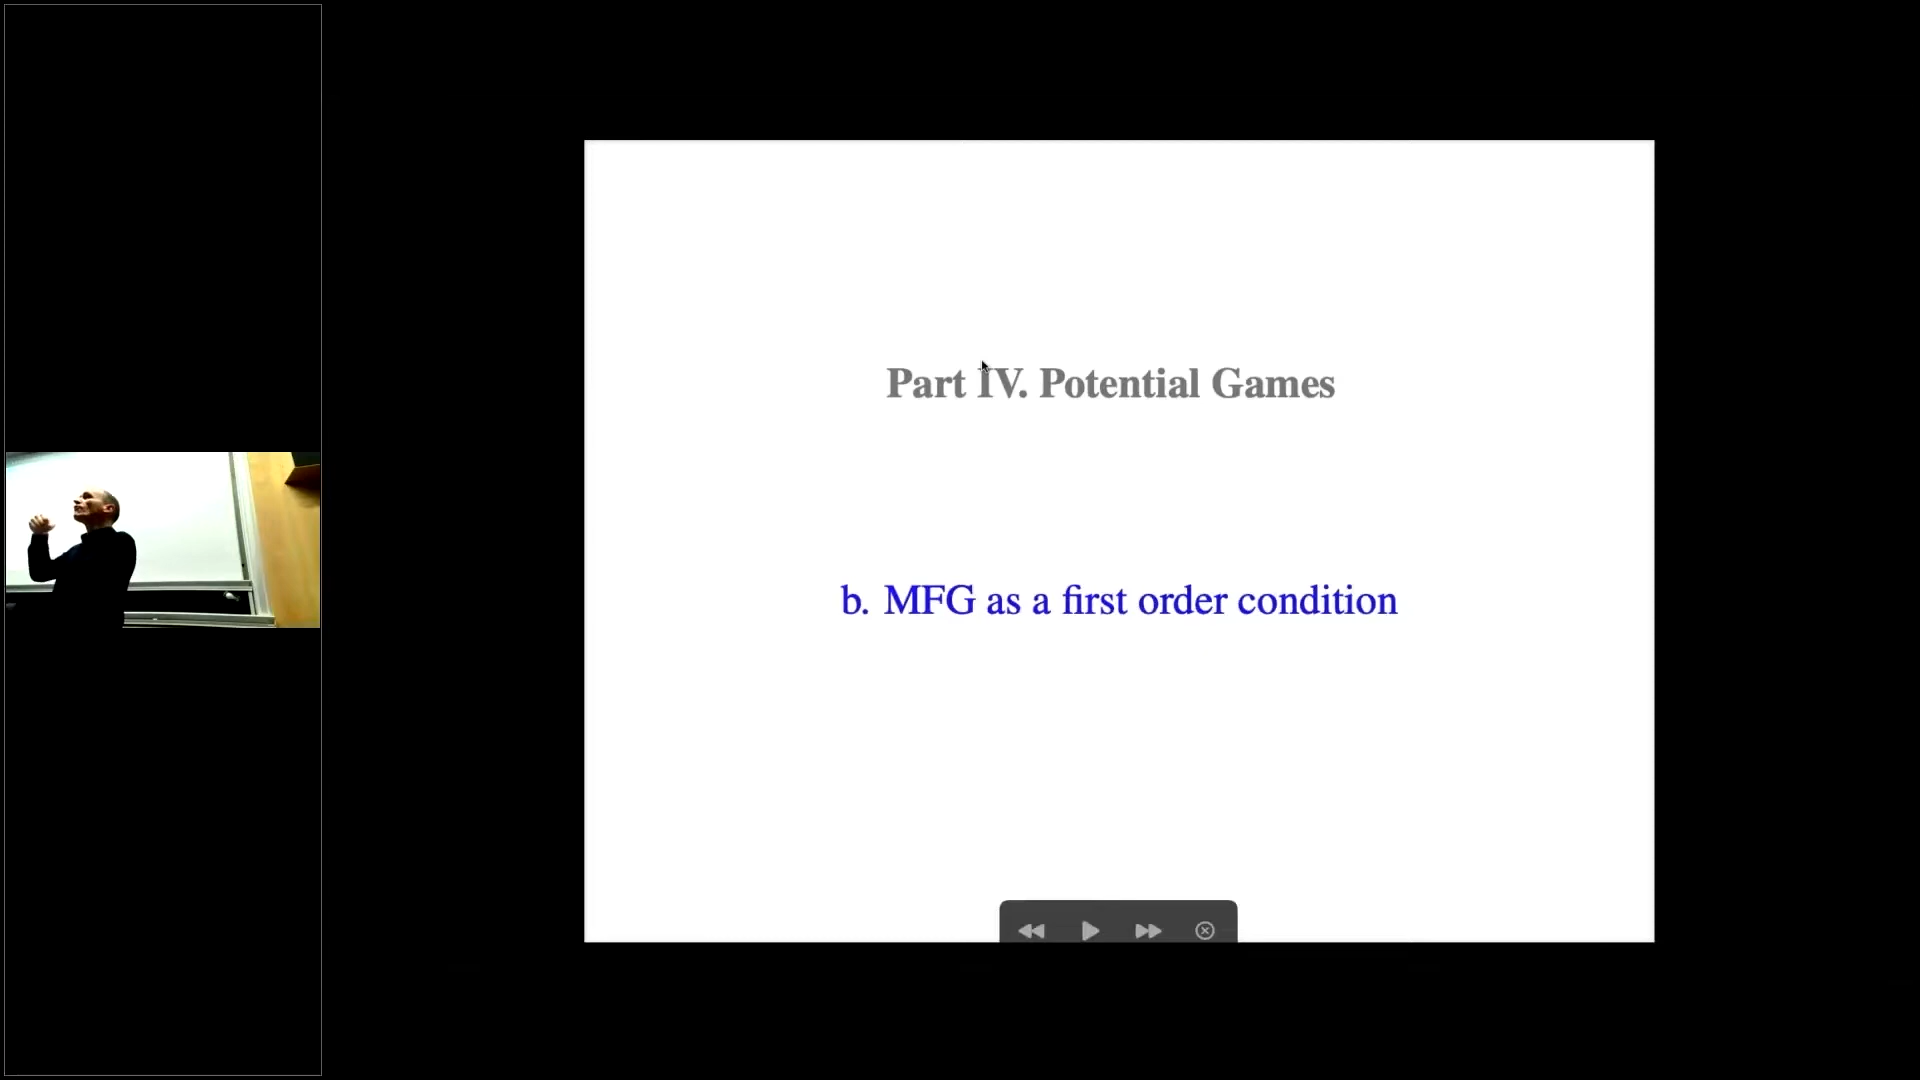 Part IV. Potential Games
b. MFG as a first order condition